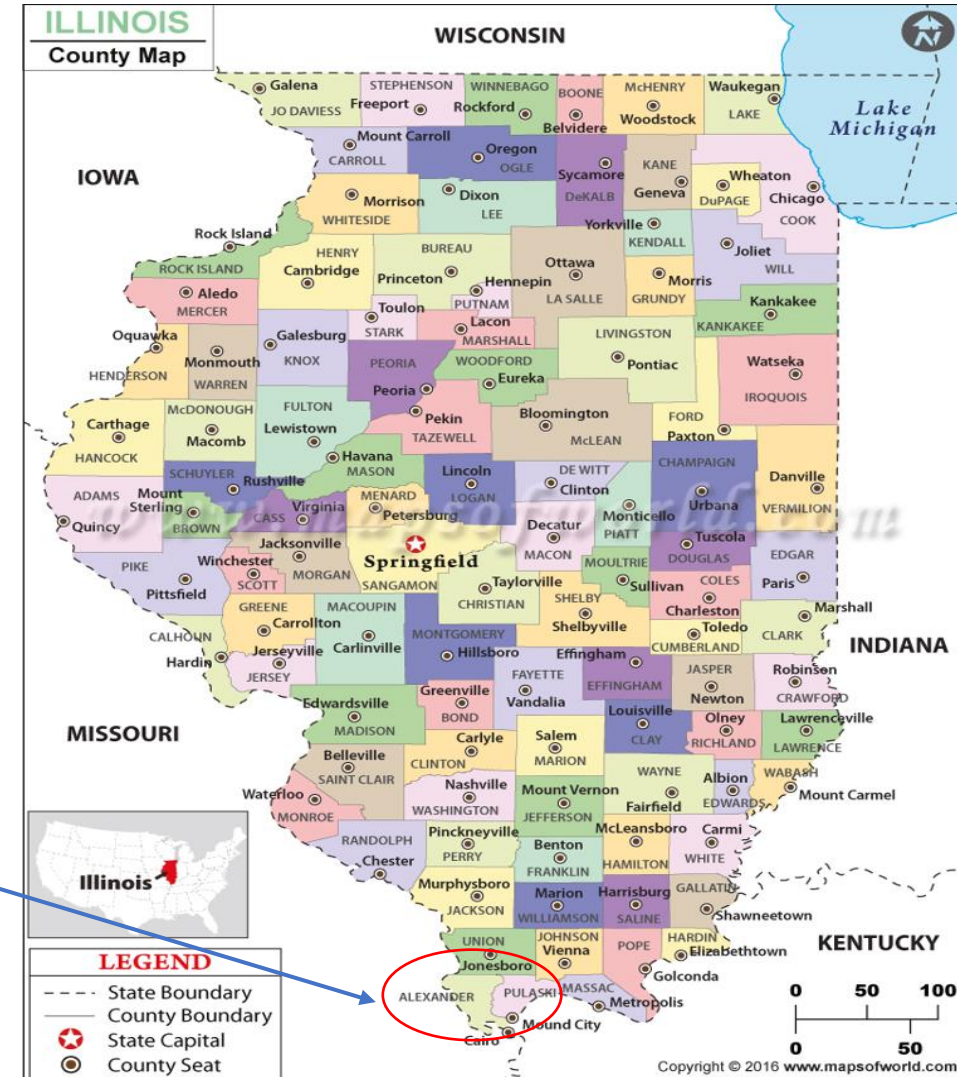 ILLINOIS
County Map
WISCONSIN
N
Lake
Michigan
IOWA
MISSOURI
INDIANA
KENTUCKY
Galena
JO DAVIESS
STEPHENSON
Freeport
WINNEBAGO
Rockford
BOONE
Belvidere
McHENRY
Woodstock
Waukegan
LAKE
Mount Carroll
CARROLL
Oregon
OGLE
Sycamore
DeKALB
KANE
Geneva
Wheaton
DuPAGE
Chicago
COOK
Morrison
WHITESIDE
Dixon
LEE
Yorkville
KENDALL
Joliet
WILL
Rock Island
ROCK ISLAND
HENRY
Cambridge
BUREAU
Princeton
Hennepin
PUTNAM
Ottawa
LA SALLE
Morris
GRUNDY
Aledo
MERCER
Toulon
STARK
Lacon
MARSHALL
Kankakee
KANKAKEE
Oquawka
HENDERSON
Monmouth
WARREN
Galesburg
KNOX
PEORIA
Peoria
WOODFORD
Eureka
LIVINGSTON
Pontiac
Watseka
IROQUOIS
Carthage
HANCOCK
McDONOUGH
Macomb
FULTON
Lewistown
Pekin
TAZEWELL
Bloomington
McLEAN
FORD
Paxton
Havana
MASON
SCHUYLER
Rushville
Lincoln
LOGAN
DE WITT
Clinton
CHAMPAIGN
Urbana
Danville
VERMILION
ADAMS
Quincy
Mount
Sterling
BROWN
CASS
Virginia
MENARD
Petersburg
Decatur
MACON
Monticello
PIATT
www.mapsofworld.com
Tuscola
DOUGLAS
EDGAR
Paris
PIKE
Pittsfield
Winchester
SCOTT
Jacksonville
MORGAN
Springfield
SANGAMON
Taylorville
CHRISTIAN
MOULTRIE
Sullivan
SHELBY
Shelbyville
COLES
Charleston
Toledo
CUMBERLAND
Marshall
CLARK
CALHOUN
Hardin
GREENE
Carrollton
Jerseyville
JERSEY
MACOUPIN
Carlinville
MONTGOMERY
Hillsboro
Effingham
EFFINGHAM
JASPER
Newton
Robinson
CRAWFORD
FAYETTE
Vandalia
Edwardsville
MADISON
Greenville
BOND
Louisville
CLAY
Olney
RICHLAND
Lawrenceville
LAWRENCE
Belleville
SAINT CLAIR
CLINTON
Carlyle
Salem
MARION
WAYNE
Fairfield
Albion
EDWARDS
WABASH
Mount Carmel
Waterloo
MONROE
Nashville
WASHINGTON
Mount Vernon
JEFFERSON
RANDOLPH
Chester
Pinckneyville
PERRY
McLeansboro
HAMILTON
Carmi
WHITE
Benton
FRANKLIN
Murphysboro
JACKSON
Marion
WILLIAMSON
Harrisburg
SALINE
GALLATIN
Shawneetown
UNION
Jonesboro
JOHNSON
Vienna
POPE
Golconda
HARDIN
Elizabethtown
ALEXANDER
Cairo
PULASKI
Mound City
MASSAC
Metropolis
Illinois
LEGEND
State Boundary
County Boundary
State Capital
County Seat
0 50 100
0 50
Copyright © 2016 www.mapsofworld.com